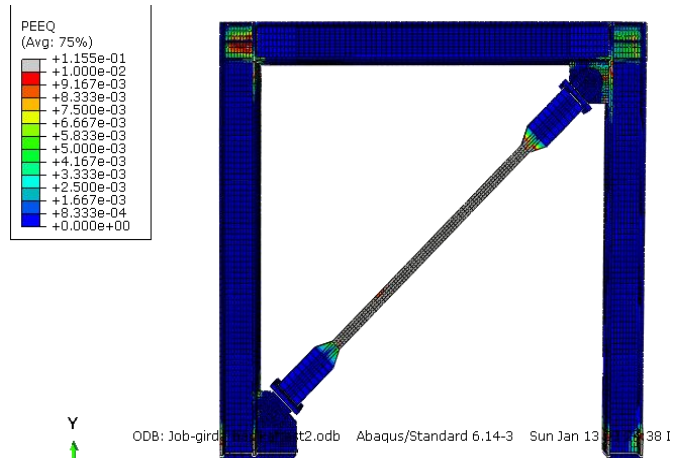 PEEQ
(Avg: 75%)
+1.155e-01
+1.000e-02
+9.167e-03
+8.333e-03
+7.500e-03
+6.667e-03
+5.833e-03
+5.000e-03
+4.167e-03
+3.333e-03
+2.500e-03
+1.667e-03
+8.333e-04
+0.000e+00
Y
ODB: Abaqus/Standard 6.14-3 Sun Jan 13